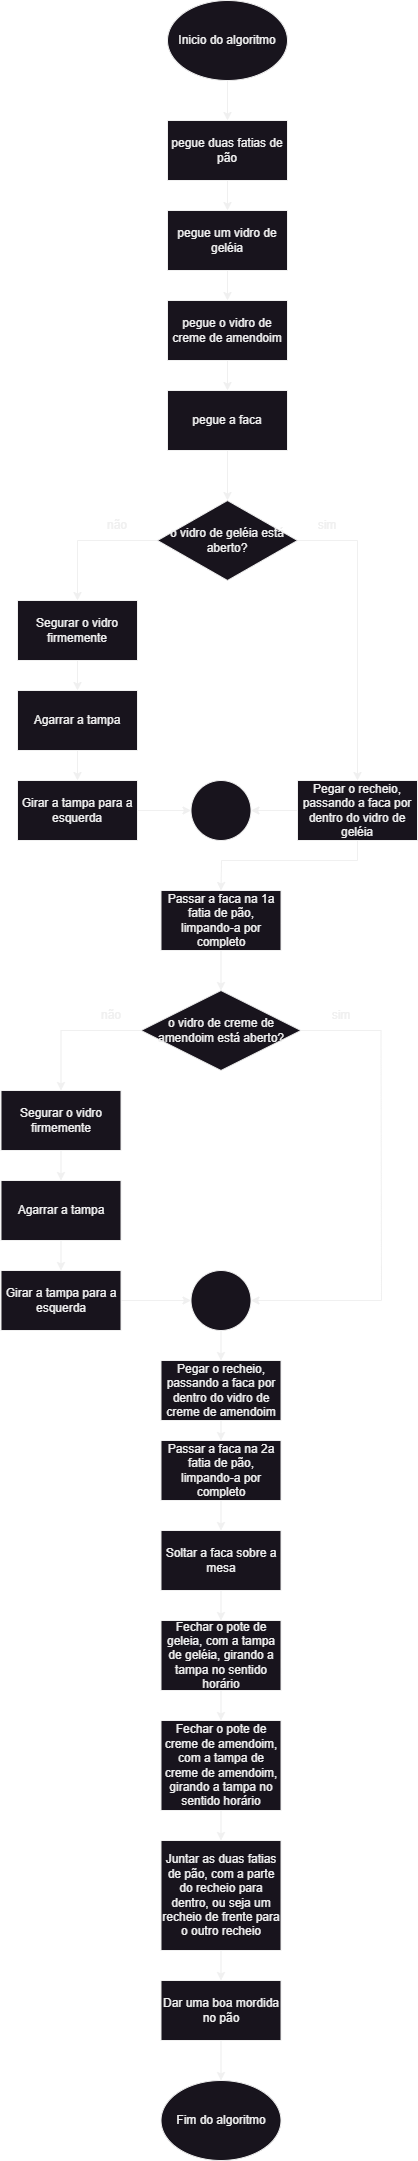 Inicio do algoritmo
pegue duas fatias de
pão
pegue um vidro de
geléia
pegue o vidro de
creme de amendoim
pegue a faca
não
sim
o vidro de geléia está
aberto?
Segurar o vidro
firmemente
Agarrar a tampa
Girar a tampa para a
esquerda
Pegar o recheio,
passando a faca por
dentro do vidro de
geléia
Passar a faca na 1a
fatia de pão,
limpando-a por
completo
não
sim
o vidro de creme de
amendoim está aberto?
Segurar o vidro
firmemente
Agarrar a tampa
Girar a tampa para a
esquerda
Pegar o recheio,
passando a faca por
dentro do vidro de
creme de amendoim
Passar a faca na 2a
fatia de pão,
limpando-a por
completo
Soltar a faca sobre a
mesa
Fechar o pote de
geleia, com a tampa
de geléia, girando a
tampa no sentido
horário
Fechar o pote de
creme de amendoim,
com a tampa de
creme de amendoim,
girando a tampa no
sentido horário
Juntar as duas fatias
de pão, com a parte
do recheio para
dentro, ou seja um
recheio de frente para
o outro recheio
Dar uma boa mordida
no pão
Fim do algoritmo